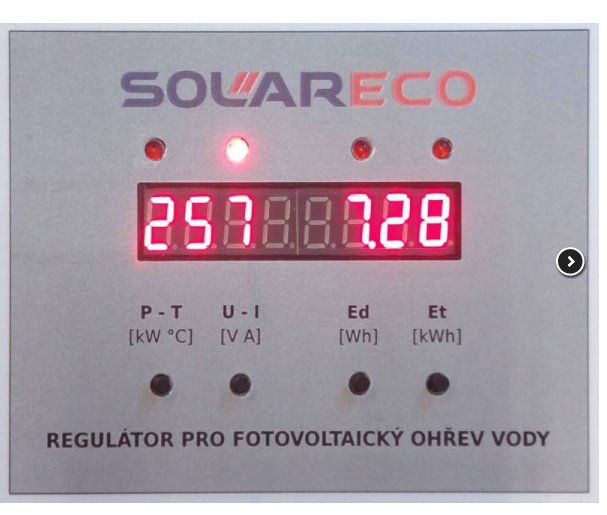 SOLARECO
257 7.28
P - T U - I Ed Et
[kW °C] [V A] [Wh] [kWh]
REGULÁTOR PRO FOTOVOLTAICKÝ OHŘEV VODY